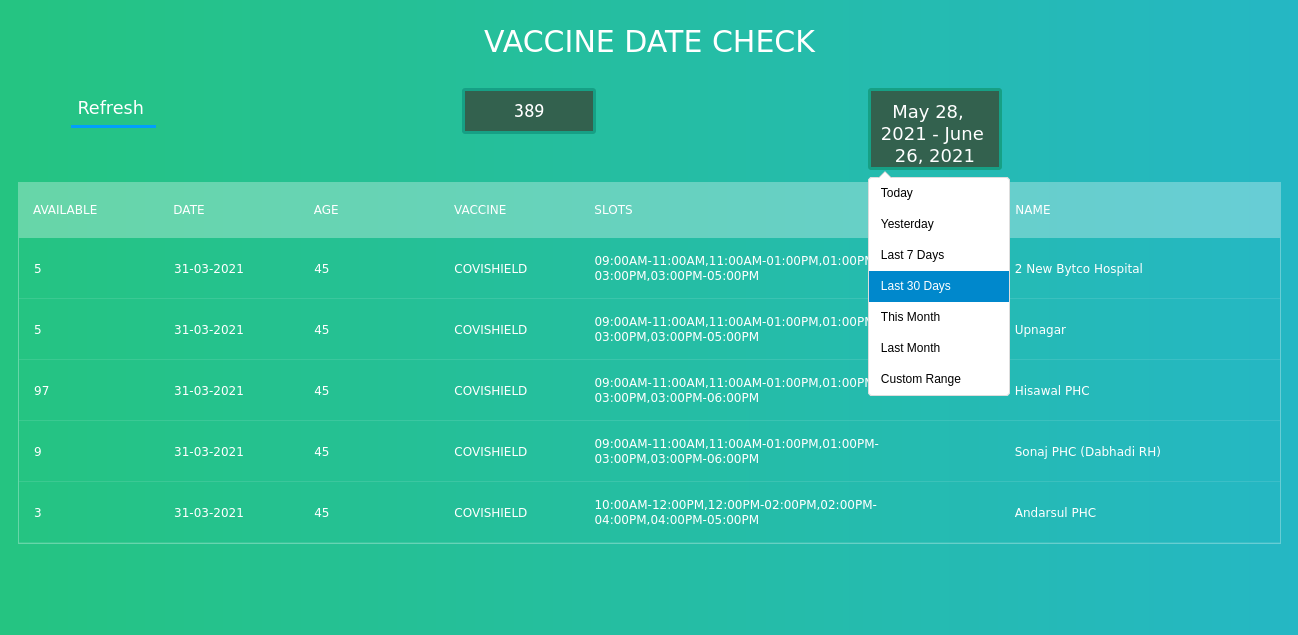 VACCINE DATE CHECK
Refresh
389
May 28,
2021 - June
26, 2021
Today
Yesterday
Last 7 Days
Last 30 Days
This Month
Last Month
Custom Range
AVAILABLE DATE AGE VACCINE SLOTS NAME
5 31-03-2021 45 COVISHIELD 09:00AM-11:00AM,11:00AM-01:00PM,01:00PM 2 New Bytco Hospital
03:00PM,03:00PM-05:00PM
5 31-03-2021 45 COVISHIELD 09:00AM-11:00AM,11:00AM-01:00PM,01:00PM Upnagar
03:00PM,03:00PM-05:00PM
97 31-03-2021 45 COVISHIELD 09:00AM-11:00AM,11:00AM-01:00PM,01:00PM Hisawal PHC
03:00PM,03:00PM-06:00PM
9 31-03-2021 45 COVISHIELD 09:00AM-11:00AM,11:00AM-01:00PM,01:00PM- Sonaj PHC (Dabhadi RH)
03:00PM,03:00PM-06:00PM
3 31-03-2021 45 COVISHIELD 10:00AM-12:00PM,12:00PM-02:00PM,02:00PM- Andarsul PHC
04:00PM,04:00PM-05:00PM